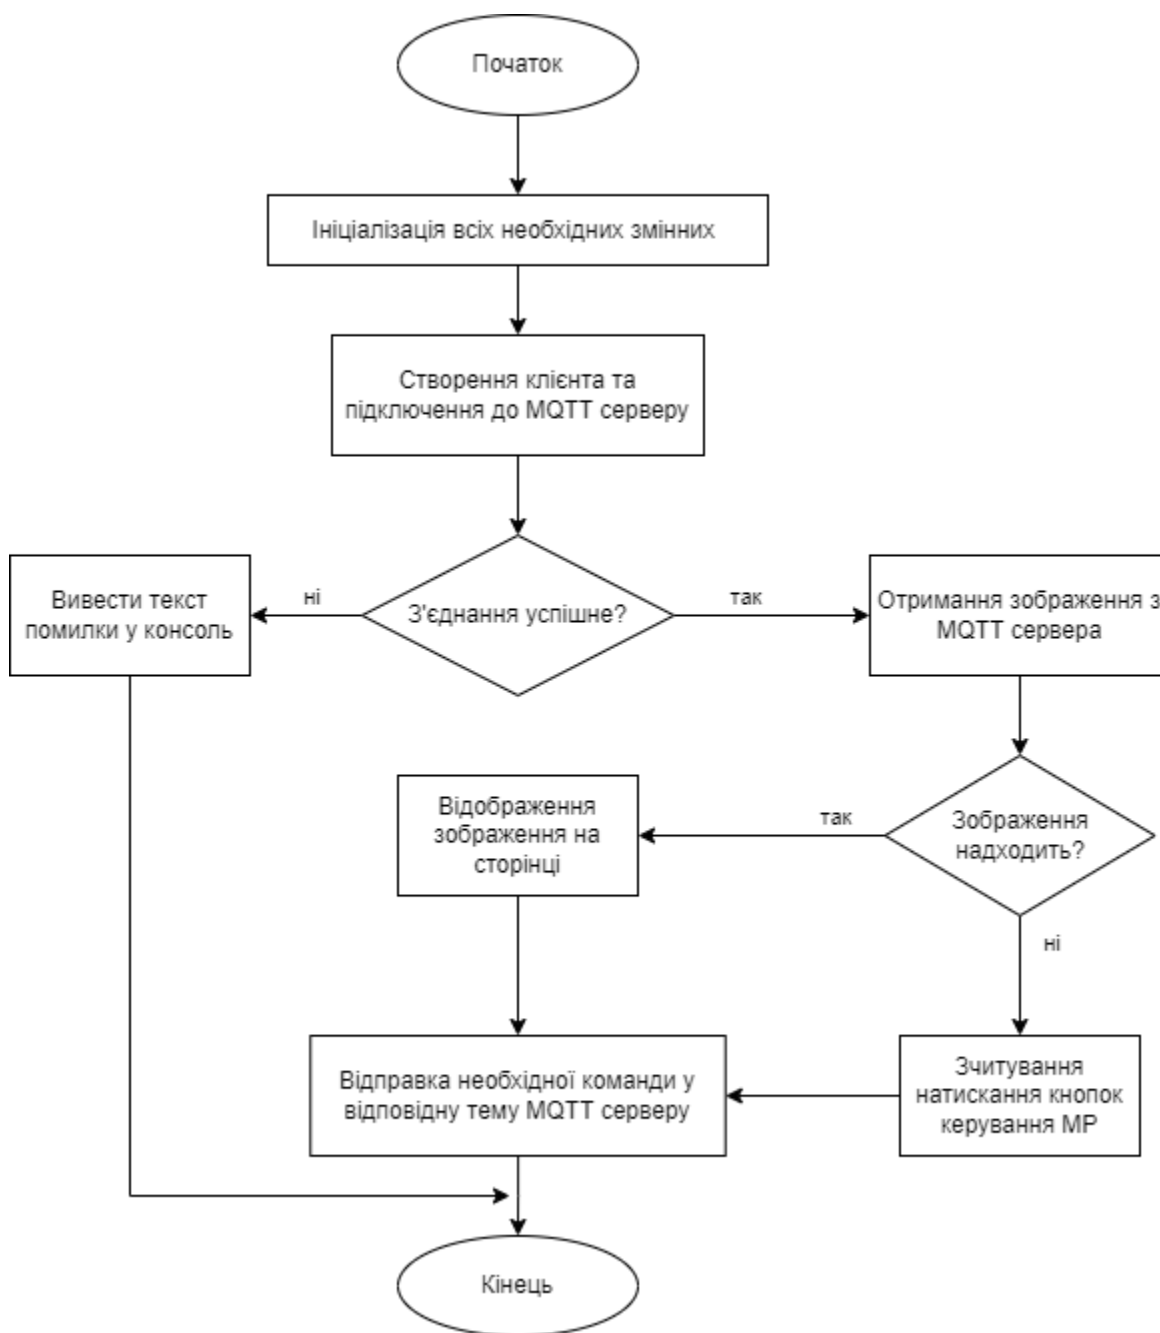 Початок
Ініціалізація всіх необхідних змінних
Створення клієнта та
підключення до MQTT серверу
З'єднання успішне?
ні
так
Вивести текст
помилки у консоль
Отримання зображення з
MQTT сервера
Зображення
надходить?
так
ні
Відображення
зображення на
сторінці
Зчитування
натискання кнопок
керування МР
Відправка необхідної команди у
відповідну тему MQTT серверу
Кінець